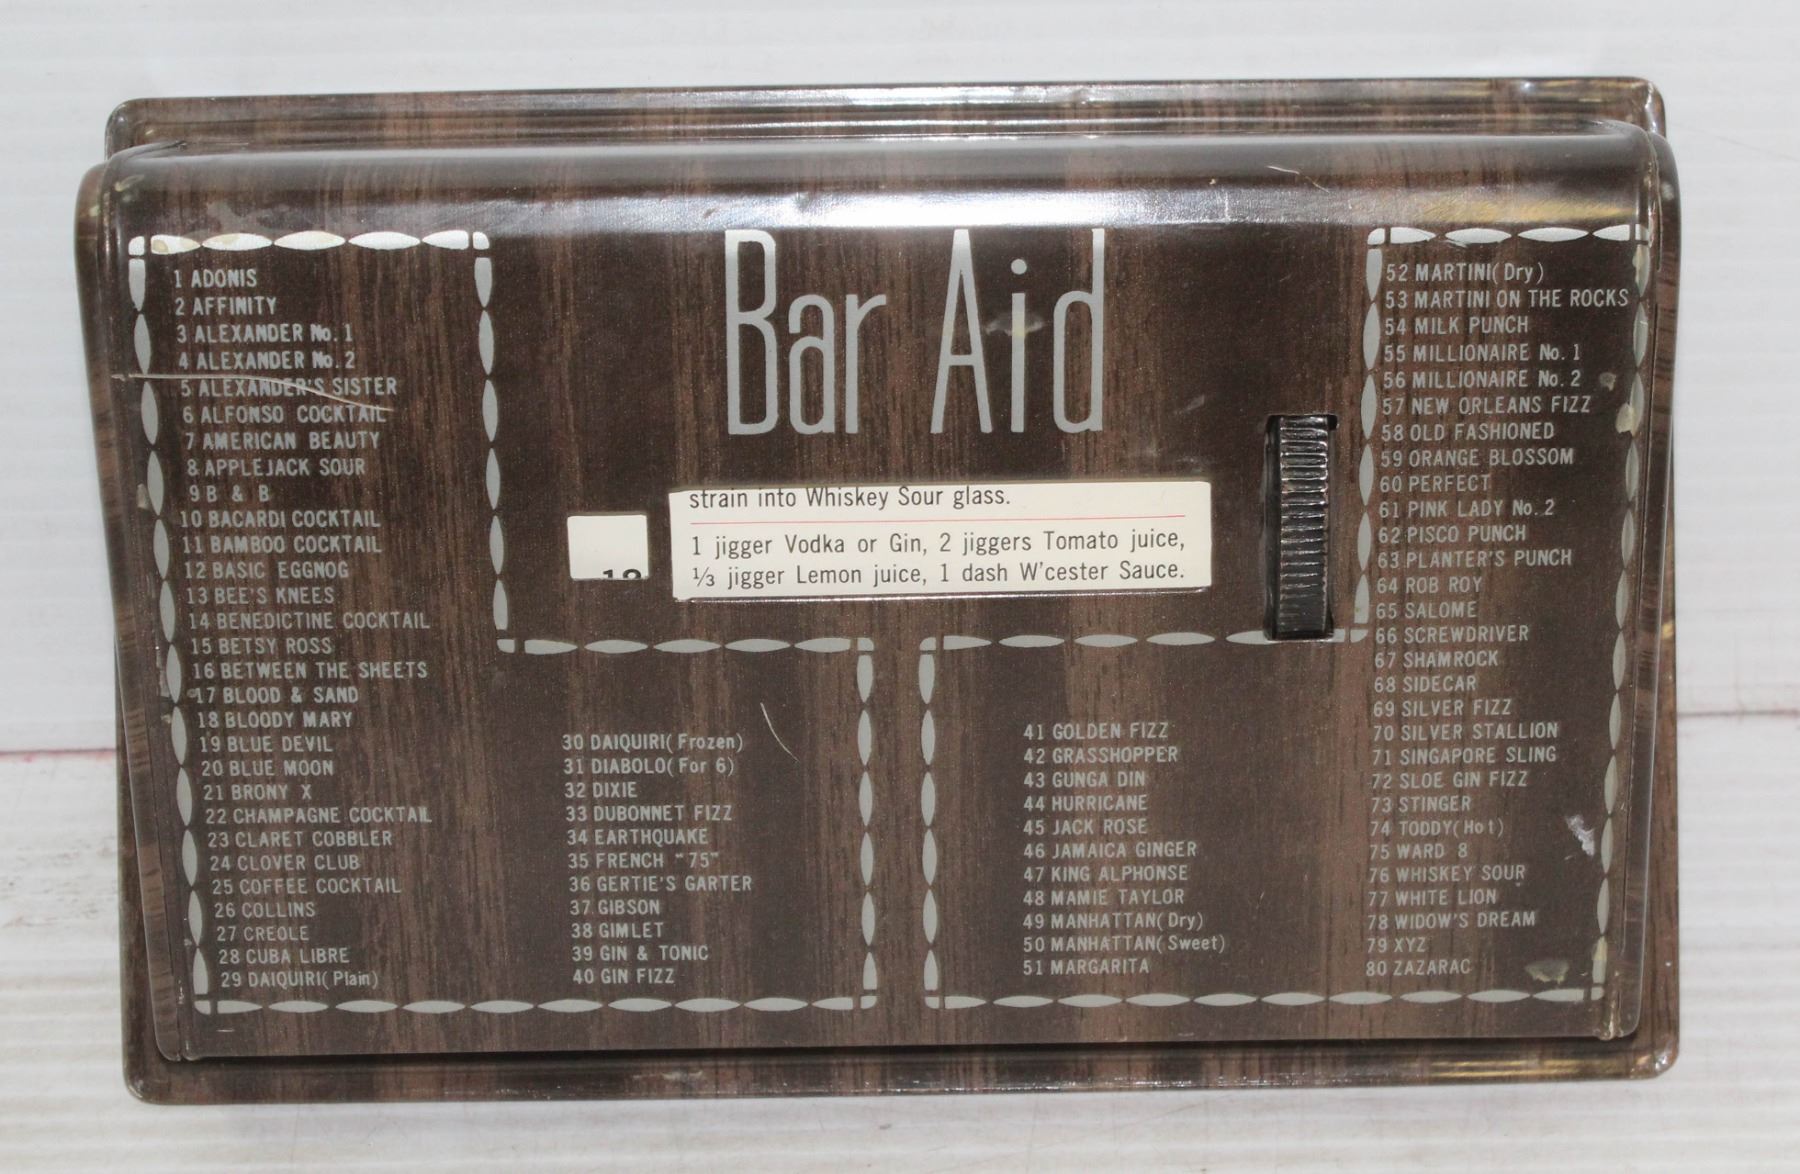 Bar Aid
1 ADONIS
2 AFFINITY
3 ALEXANDER No. 1
4 ALEXANDER No. 2
5 ALEXANDER'S SISTER
6 ALFONSO COCKTAIL
7 AMERICAN BEAUTY
8 APPLEJACK SOUR
9 B & B
10 BACARDI COCKTAIL
11 BAMBOO COCKTAIL
12 BASIC EGGNOG
13 BEE'S KNEES
14 BENEDICTINE COCKTAIL
15 BETSY ROSS
16 BETWEEN THE SHEETS
17 BLOOD & SAND
18 BLOODY MARY
19 BLUE DEVIL
20 BLUE MOON
21 BRONY X
22 CHAMPAGNE COCKTAIL
23 CLARET COBBLER
24 CLOVER CLUB
25 COFFEE COCKTAIL
26 COLLINS
27 CREOLE
28 CUBA LIBRE
29 DAIQUIRI(Plain)
strain into Whiskey Sour glass.
1 jigger Vodka or Gin, 2 jiggers Tomato juice,
⅓ jigger Lemon juice, 1 dash W'cester Sauce.
30 DAIQUIRI(Frozen)
31 DIABOLO(For 6)
32 DIXIE
33 DUBONNET FIZZ
34 EARTHQUAKE
35 FRENCH "75"
36 GERTIE'S GARTER
37 GIBSON
38 GIMLET
39 GIN & TONIC
40 GIN FIZZ
41 GOLDEN FIZZ
42 GRASSHOPPER
43 GUNGA DIN
44 HURRICANE
45 JACK ROSE
46 JAMAICA GINGER
47 KING ALPHONSE
48 MAMIE TAYLOR
49 MANHATTAN(Dry)
50 MANHATTAN(Sweet)
51 MARGARITA
52 MARTINI(Dry)
53 MARTINI ON THE ROCKS
54 MILK PUNCH
55 MILLIONAIRE No. 1
56 MILLIONAIRE No. 2
57 NEW ORLEANS FIZZ
58 OLD FASHIONED
59 ORANGE BLOSSOM
60 PERFECT
61 PINK LADY No. 2
62 PISCO PUNCH
63 PLANTER'S PUNCH
64 ROB ROY
65 SALOME
66 SCREWDRIVER
67 SHAMROCK
68 SIDECAR
69 SILVER FIZZ
70 SILVER STALLION
71 SINGAPORE SLING
72 SLOE GIN FIZZ
73 STINGER
74 TODDY(Hot)
75 WARD 8
76 WHISKEY SOUR
77 WHITE LION
78 WIDOW'S DREAM
79 XYZ
80 ZAZARAC